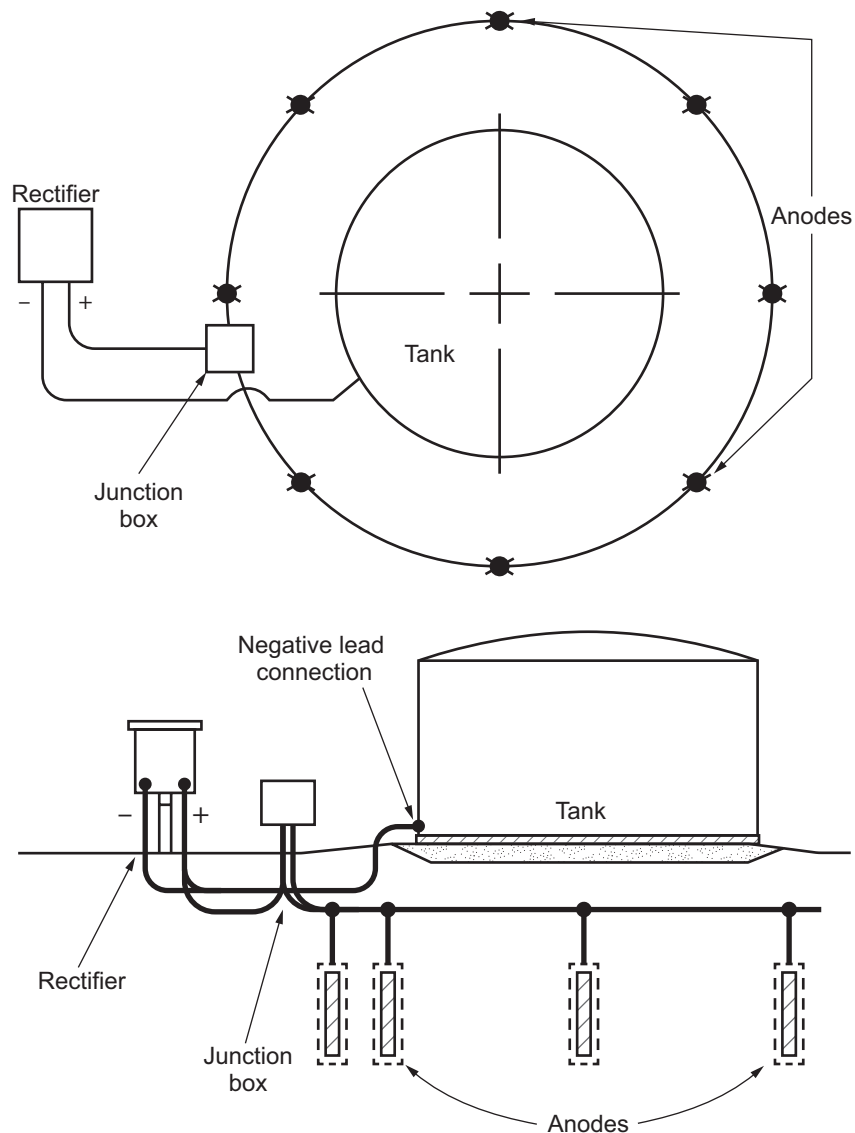 Rectifier
Anodes
− +
Tank
Junction
box
Negative lead
connection
− +
Tank
Rectifier
Junction
box
Anodes